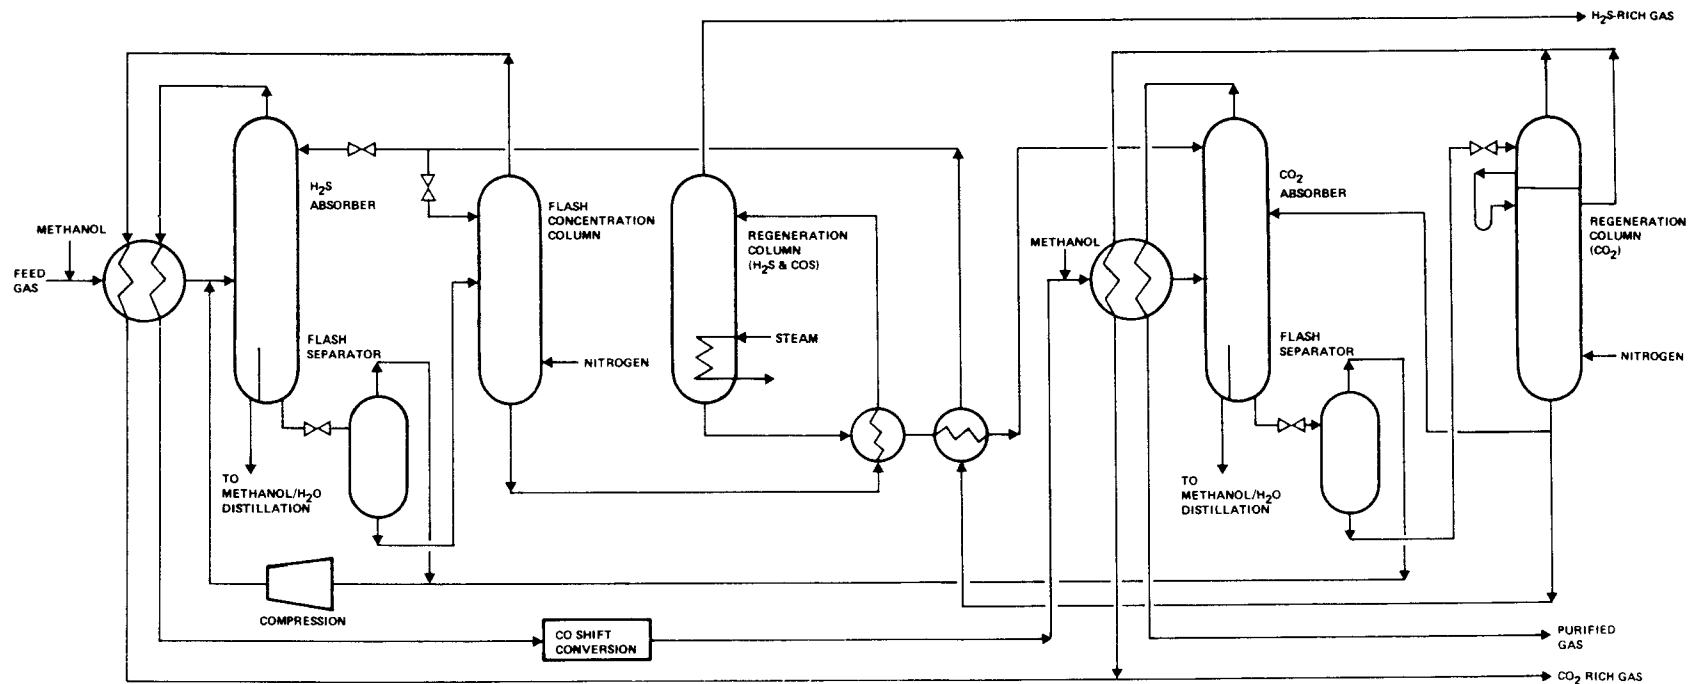 H2S-RICH GAS
H2S
ABSORBER
FLASH
CONCENTRATION
COLUMN
REGENERATION
COLUMN
(H2S & COS)
CO2
ABSORBER
REGENERATION
COLUMN
(CO2)
METHANOL
FEED
GAS
METHANOL
FLASH
SEPARATOR
STEAM
NITROGEN
FLASH
SEPARATOR
NITROGEN
TO
METHANOL/H2O
DISTILLATION
TO
METHANOL/H2O
DISTILLATION
COMPRESSION
CO SHIFT
CONVERSION
PURIFIED
GAS
CO2 RICH GAS